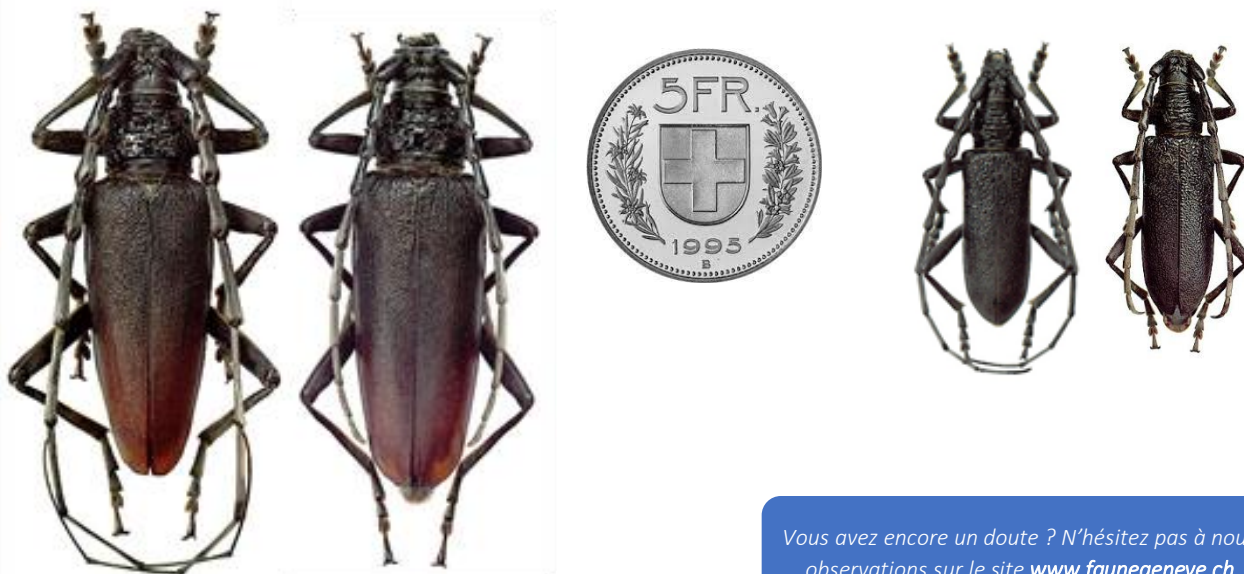 5FR.
1995
B
Vous avez encore un doute ? N'hésitez pas à nou
observations sur le site www.faunegeneve.ch